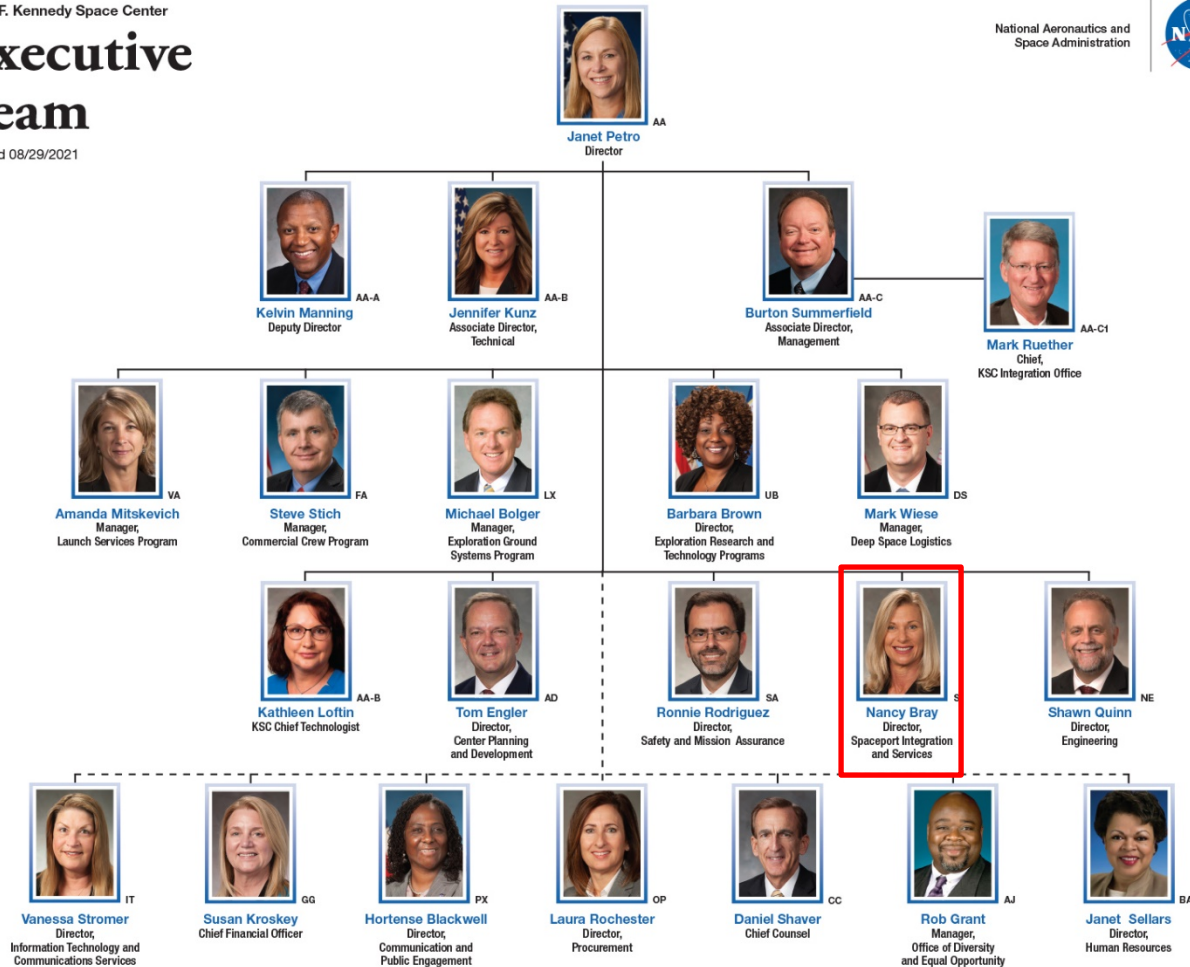 F. Kennedy Space Center
xecutive
eam
d 08/29/2021
National Aeronautics and
Space Administration
N
AA
Janet Petro
Director
AA-A
Kelvin Manning
Deputy Director
AA-B
Jennifer Kunz
Associate Director,
Technical
AA-C
Burton Summerfield
Associate Director,
Management
AA-C1
Mark Ruether
Chief,
KSC Integration Office
VA
Amanda Mitskevich
Manager,
Launch Services Program
FA
Steve Stich
Manager,
Commercial Crew Program
LX
Michael Bolger
Manager,
Exploration Ground
Systems Program
UB
Barbara Brown
Director,
Exploration Research and
Technology Programs
DS
Mark Wiese
Manager,
Deep Space Logistics
AA-B
Kathleen Loftin
KSC Chief Technologist
AD
Tom Engler
Director,
Center Planning
and Development
SA
Ronnie Rodriguez
Director,
Safety and Mission Assurance
S
Nancy Bray
Director,
Spaceport Integration
and Services
NE
Shawn Quinn
Director,
Engineering
IT
Vanessa Stromer
Director,
Information Technology and
Communications Services
GG
Susan Kroskey
Chief Financial Officer
PX
Hortense Blackwell
Director,
Communication and
Public Engagement
OP
Laura Rochester
Director,
Procurement
CC
Daniel Shaver
Chief Counsel
AJ
Rob Grant
Manager,
Office of Diversity
and Equal Opportunity
BA
Janet Sellars
Director,
Human Resources